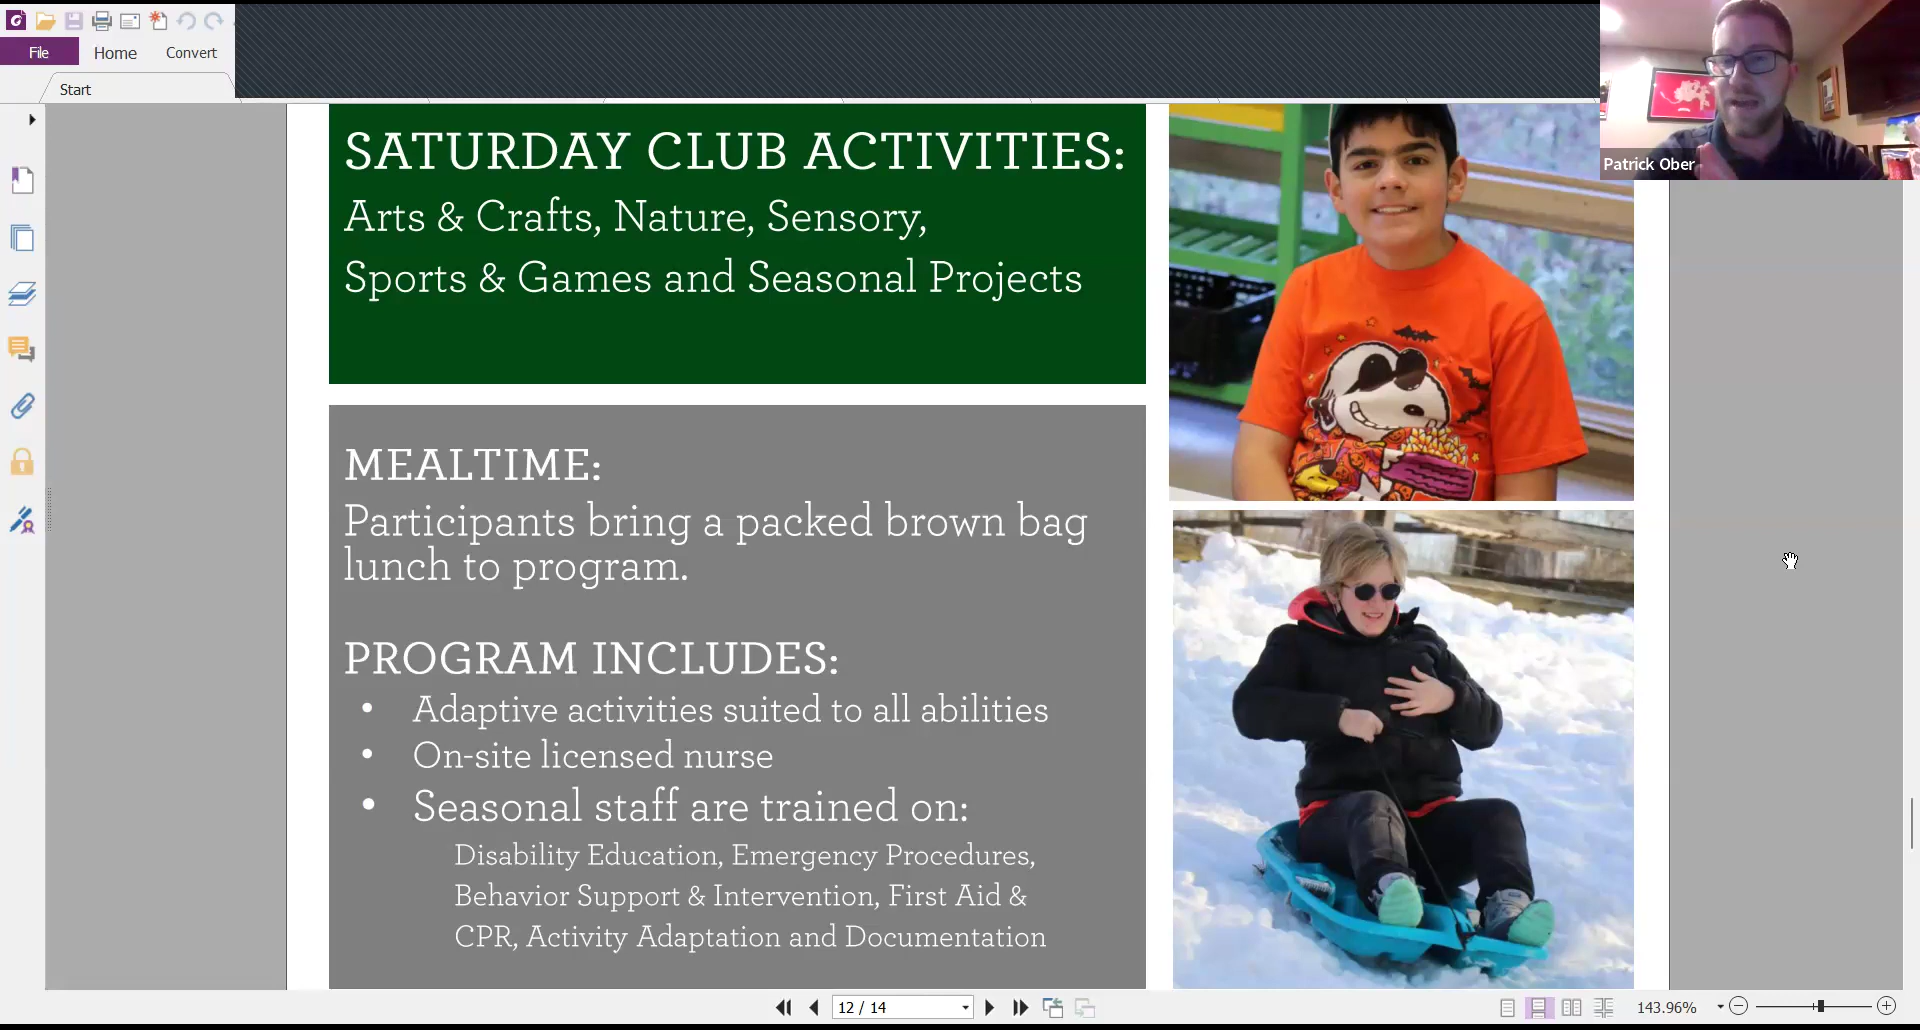 File Home Convert
Start
Patrick Ober
SATURDAY CLUB ACTIVITIES:
Arts & Crafts, Nature, Sensory,
Sports & Games and Seasonal Projects
MEALTIME:
Participants bring a packed brown bag
lunch to program.
PROGRAM INCLUDES:
• Adaptive activities suited to all abilities
• On-site licensed nurse
• Seasonal staff are trained on:
Disability Education, Emergency Procedures,
Behavior Support & Intervention, First Aid &
CPR, Activity Adaptation and Documentation
12 / 14
143.96%